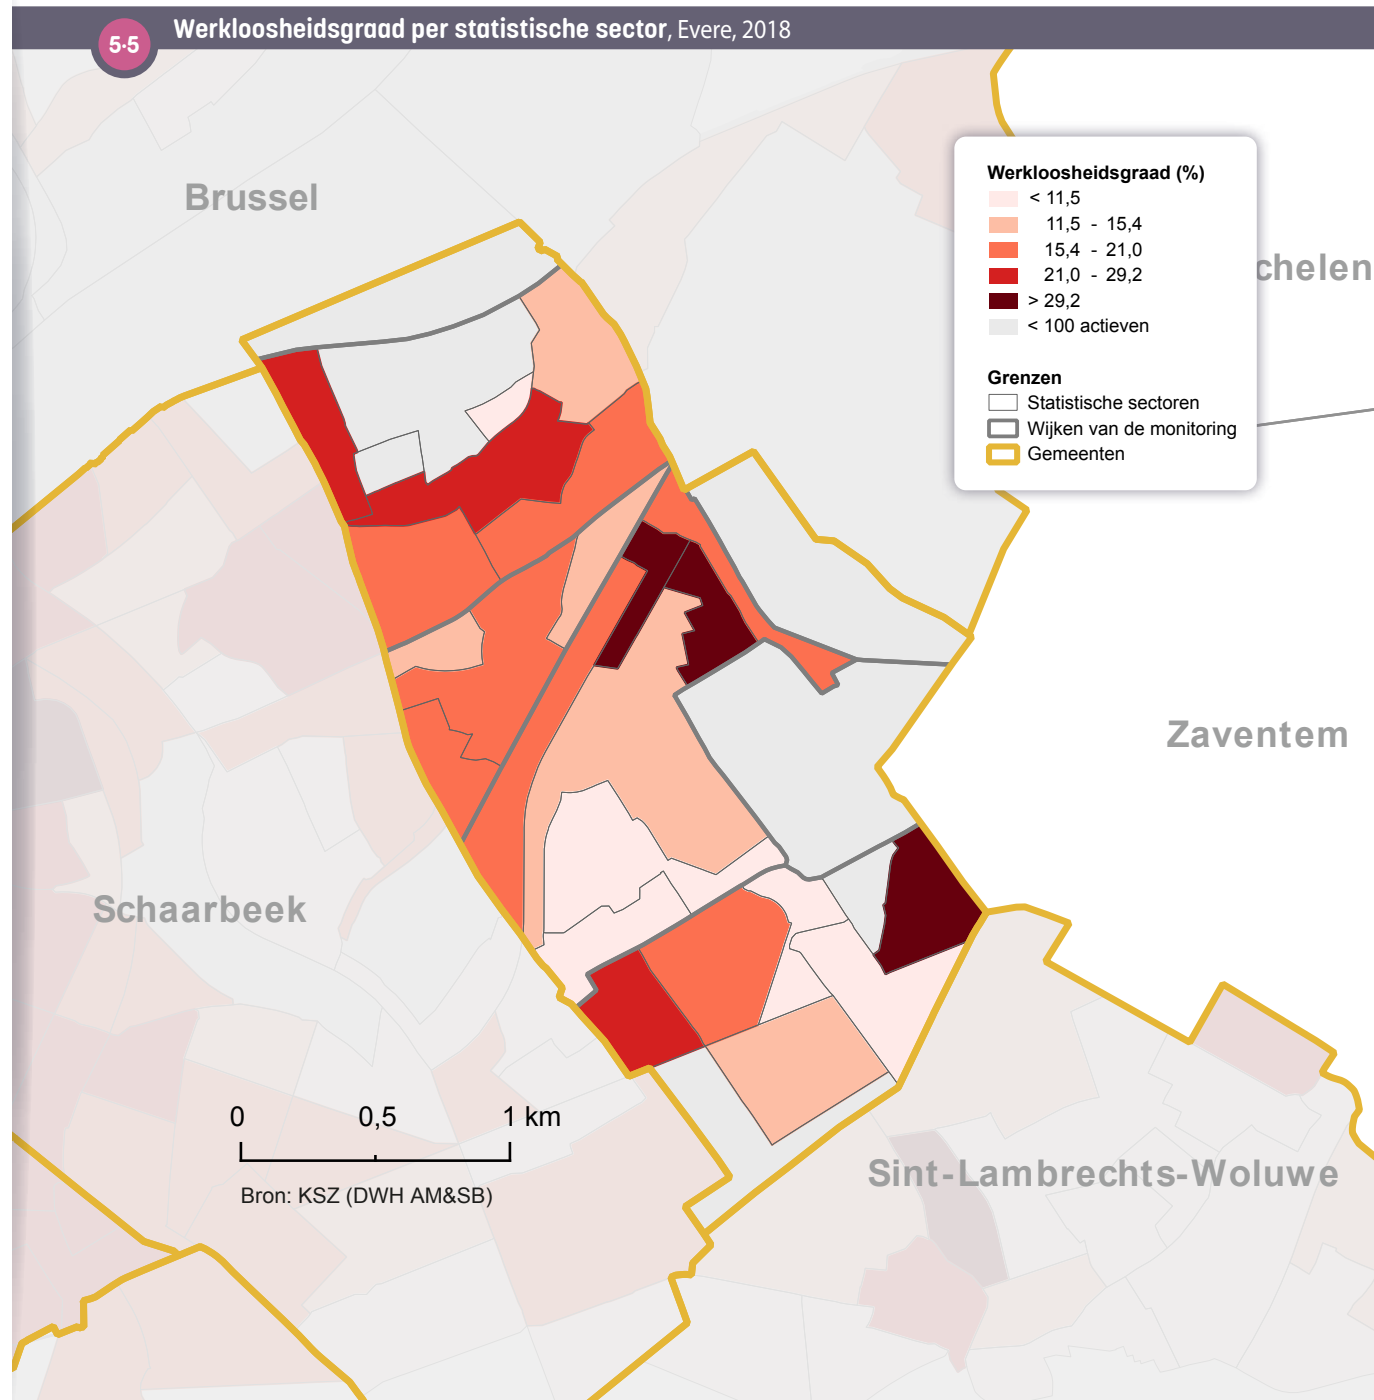 5·5
Werkloosheidsgraad per statistische sector, Evere, 2018
Brussel
Werkloosheidsgraad (%)
< 11,5
11,5 - 15,4
15,4 - 21,0
21,0 - 29,2
> 29,2
< 100 actieven
Grenzen
Statistische sectoren
Wijken van de monitoring
Gemeenten
chelen
Zaventem
Schaarbeek
0 0,5 1 km
Bron: KSZ (DWH AM&SB)
Sint-Lambrechts-Woluwe